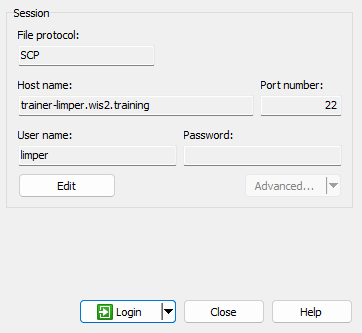 Session
File protocol:
SCP
Host name: Port number:
trainer-limper.wis2.training 22
User name: Password:
limper
Edit Advanced...
Login Close Help